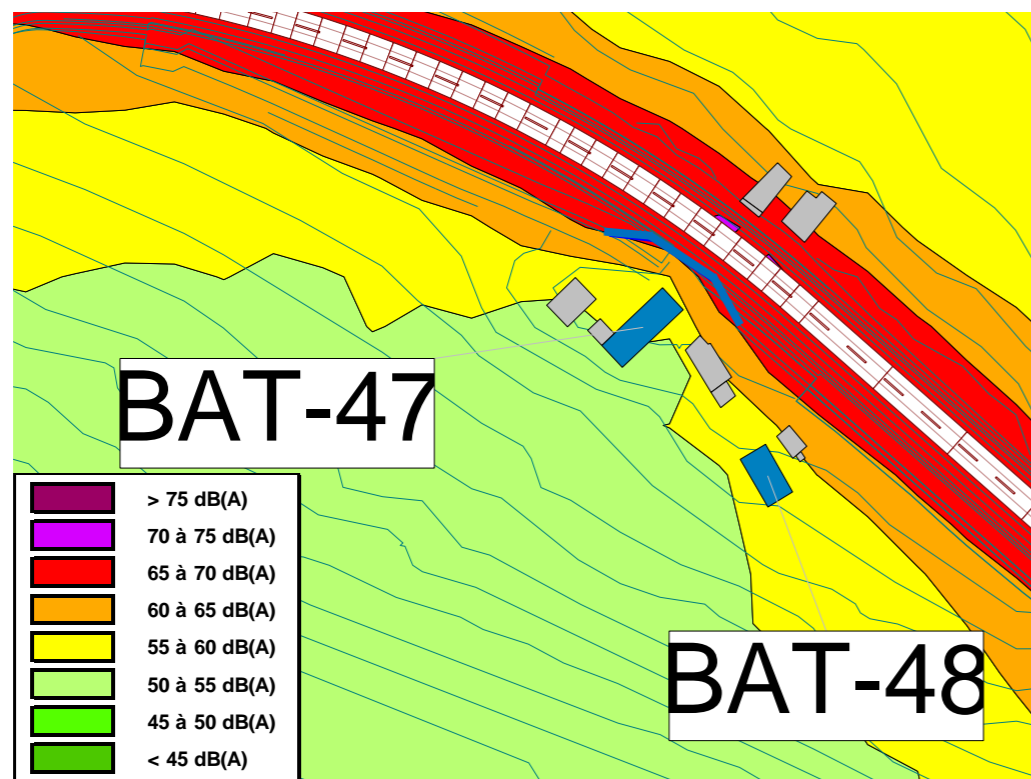 BAT-47
> 75 dB(A)
70 à 75 dB(A)
65 à 70 dB(A)
60 à 65 dB(A)
55 à 60 dB(A)
50 à 55 dB(A)
45 à 50 dB(A)
< 45 dB(A)
BAT-48